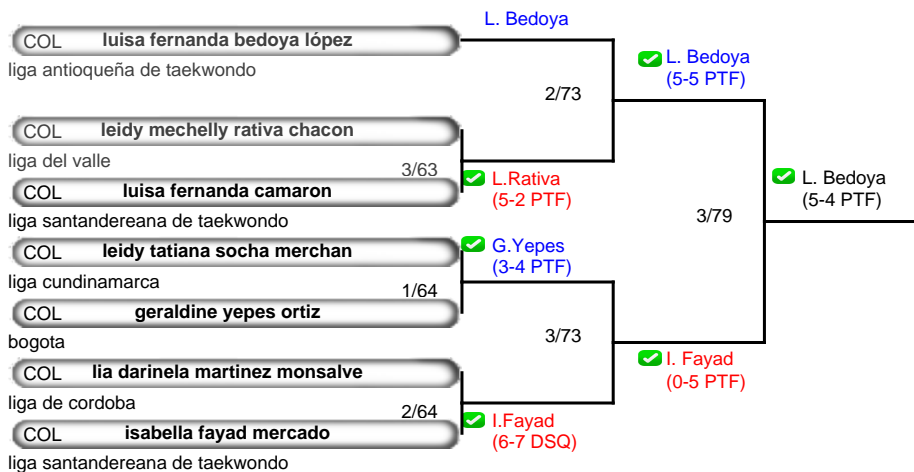 L. Bedoya
COL luisa fernanda bedoya lópez
liga antioqueña de taekwondo
L. Bedoya
(5-5 PTF)
2/73
COL leidy mechelly rativa chacon
liga del valle
3/63
L.Rativa
(5-2 PTF)
COL luisa fernanda camaron
liga santandereana de taekwondo
L. Bedoya
(5-4 PTF)
3/79
COL leidy tatiana socha merchan
liga cundinamarca
G.Yepes
(3-4 PTF)
1/64
COL geraldine yepes ortiz
bogota
3/73
I. Fayad
(0-5 PTF)
COL lia darinela martinez monsalve
liga de cordoba
2/64
I.Fayad
(6-7 DSQ)
COL isabella fayad mercado
liga santandereana de taekwondo